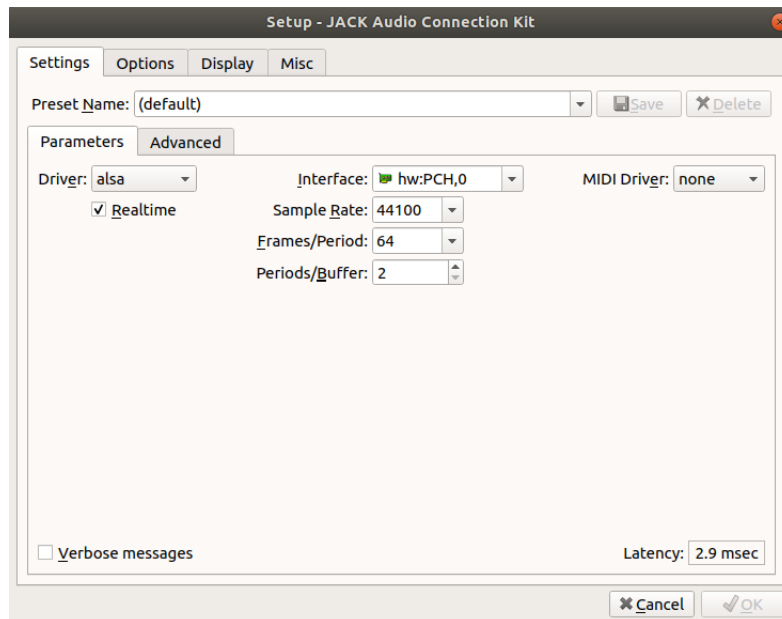 Setup - JACK Audio Connection Kit
Settings Options Display Misc
Preset Name: (default) Save Delete
Parameters Advanced
Driver: alsa Interface: hw:PCH,0 MIDI Driver: none
Realtime Sample Rate: 44100
Frames/Period: 64
Periods/Buffer: 2
Verbose messages Latency: 2.9 msec
Cancel OK